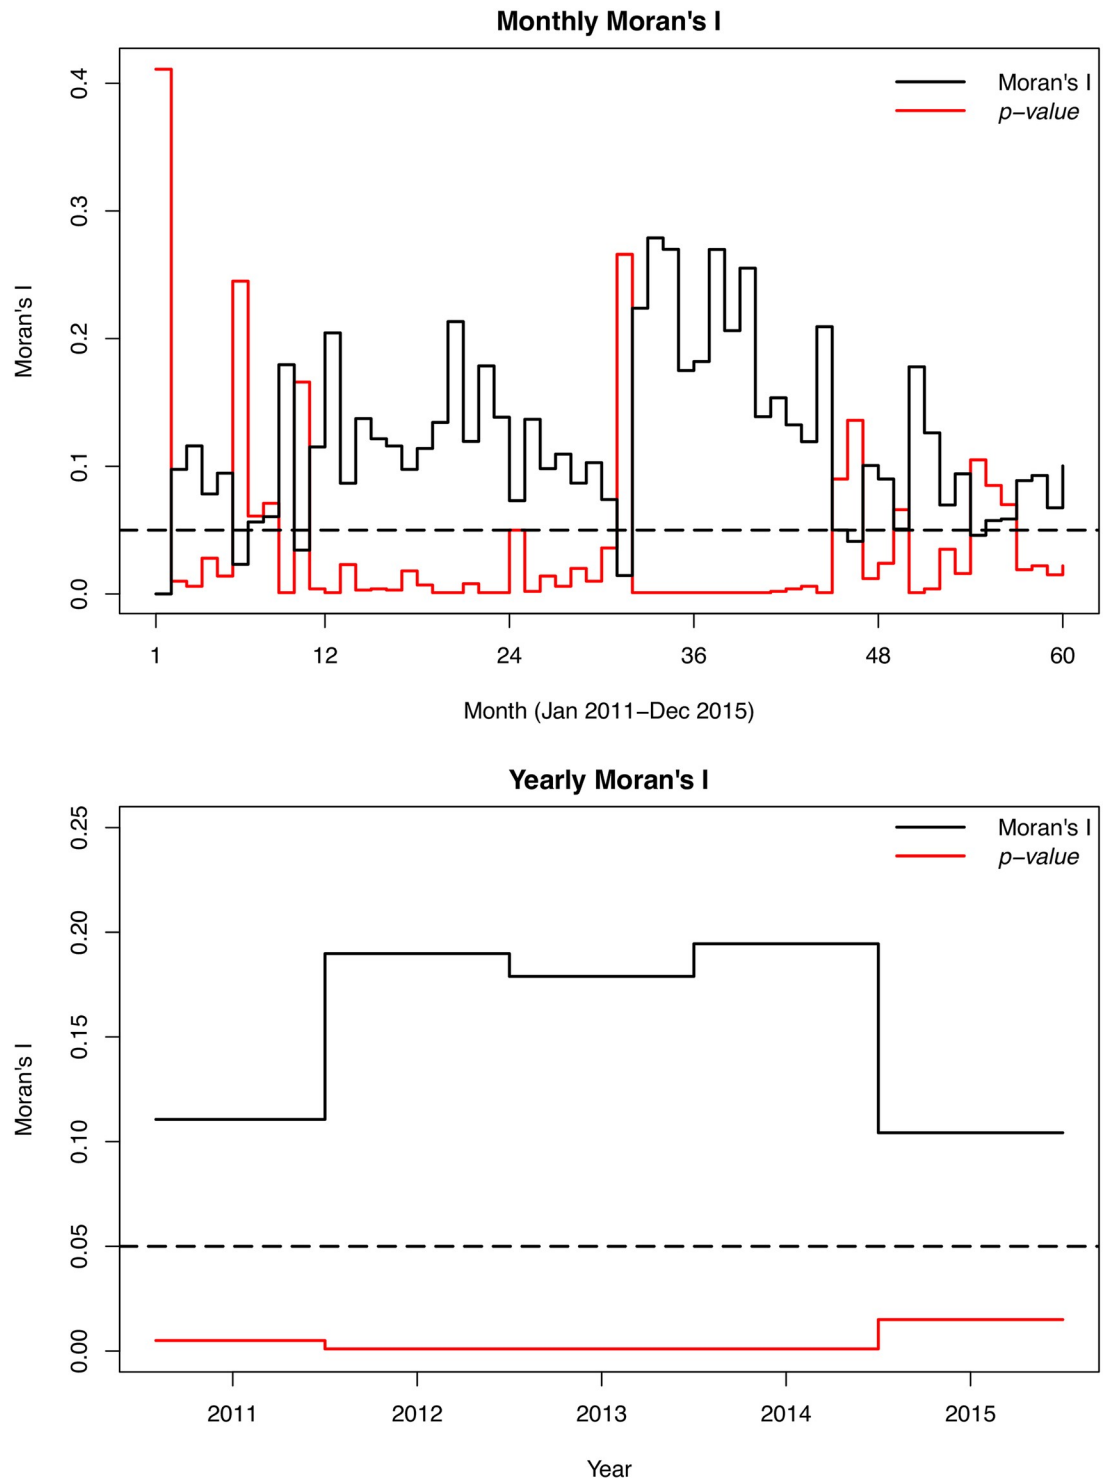 Monthly Moran's I
Moran's I
p−value
0.4
0.3
0.2
0.1
0.0
Moran's I
1 12 24 36 48 60
Month (Jan 2011−Dec 2015)
Yearly Moran's I
Moran's I
p−value
0.25
0.20
0.15
0.10
0.05
0.00
Moran's I
2011 2012 2013 2014 2015
Year